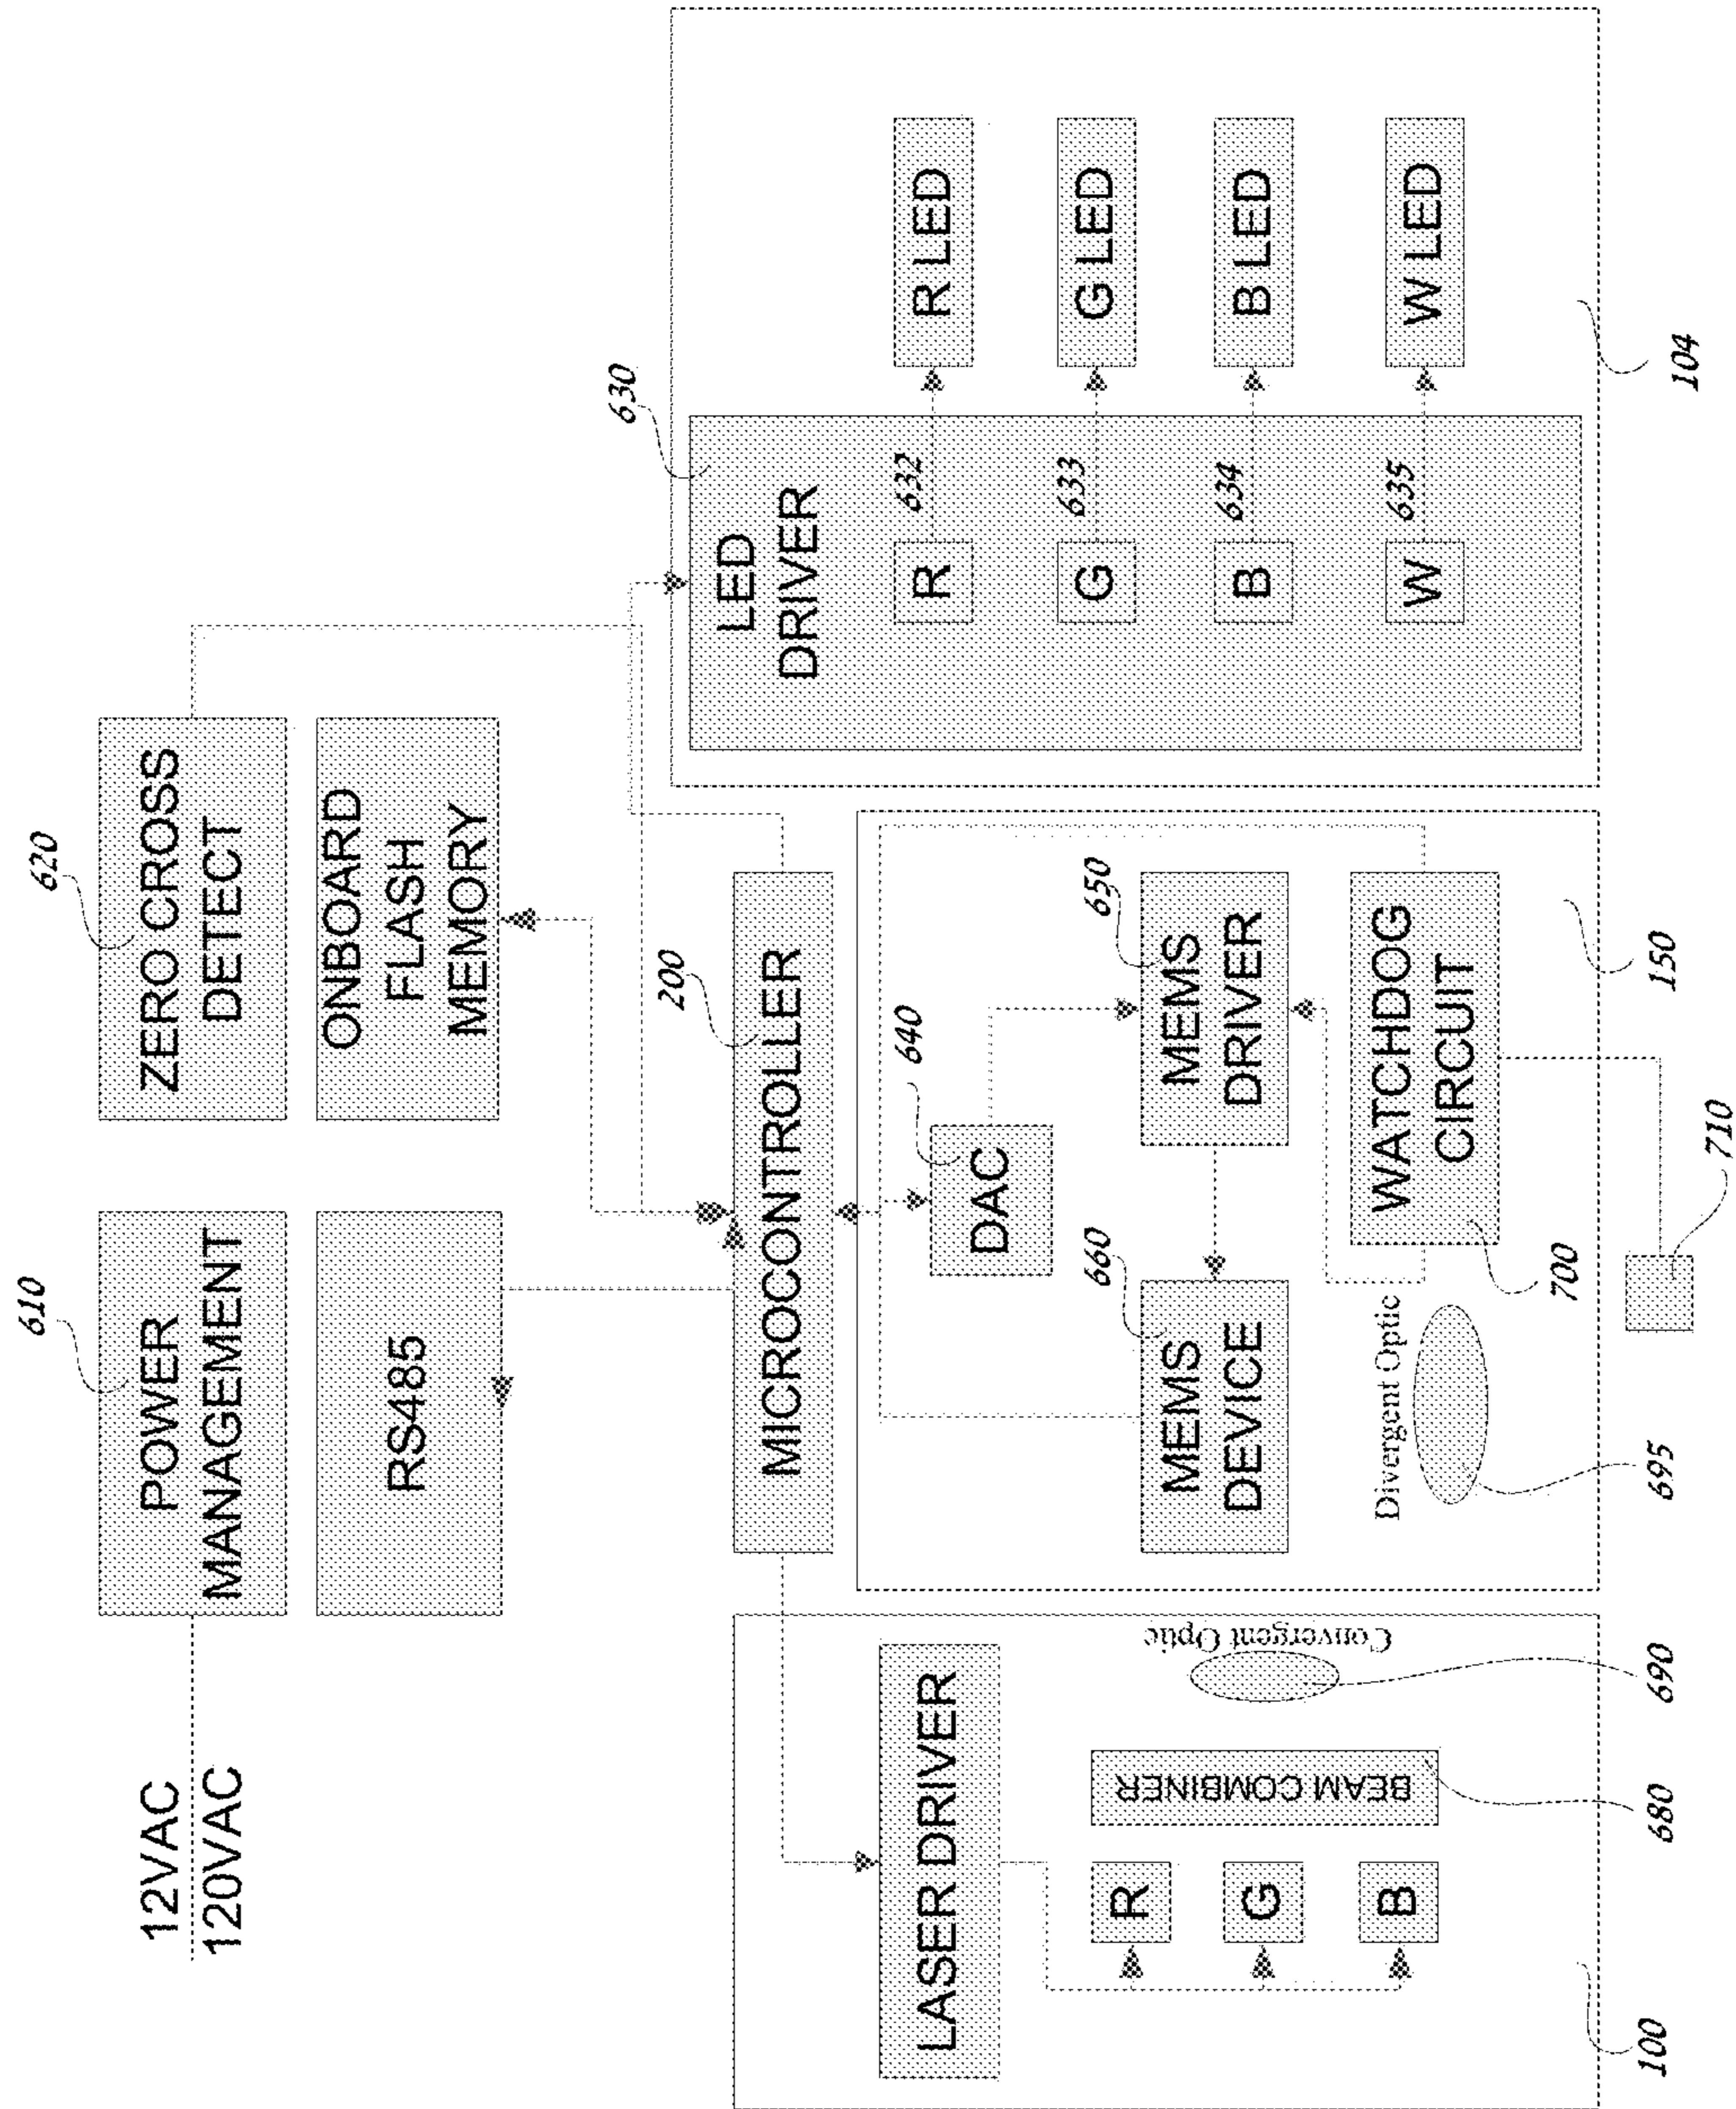 12VAC
120VAC
610
POWER
MANAGEMENT
RS485
620
ZERO CROSS
DETECT
ONBOARD
FLASH
MEMORY
200
MICROCONTROLLER
LASER DRIVER
R
G
B
BEAM COMBINER
680
Convergent Optic
690
100
640
DAC
650
MEMS
DRIVER
660
MEMS
DEVICE
Divergent Optic
695
WATCHDOG
CIRCUIT
700
710
150
630
LED
DRIVER
R
632
R LED
G
633
G LED
B
634
B LED
W
635
W LED
104